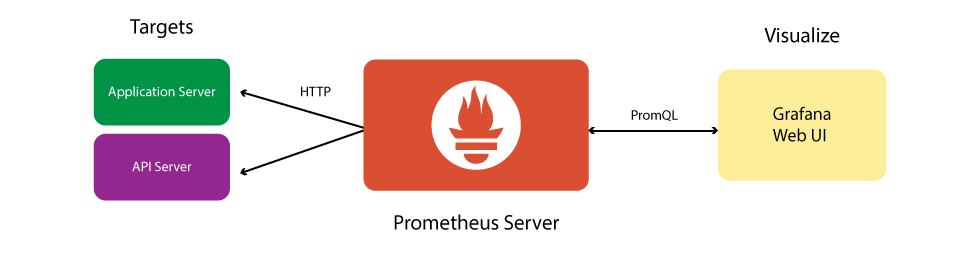 Targets
Visualize
Application Server
HTTP
API Server
PromQL
Grafana
Web UI
Prometheus Server